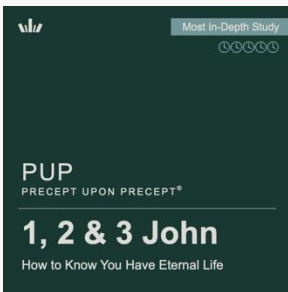 Most In-Depth Study
PUP
PRECEPT UPON PRECEPT®
1, 2 & 3 John
How to Know You Have Eternal Life